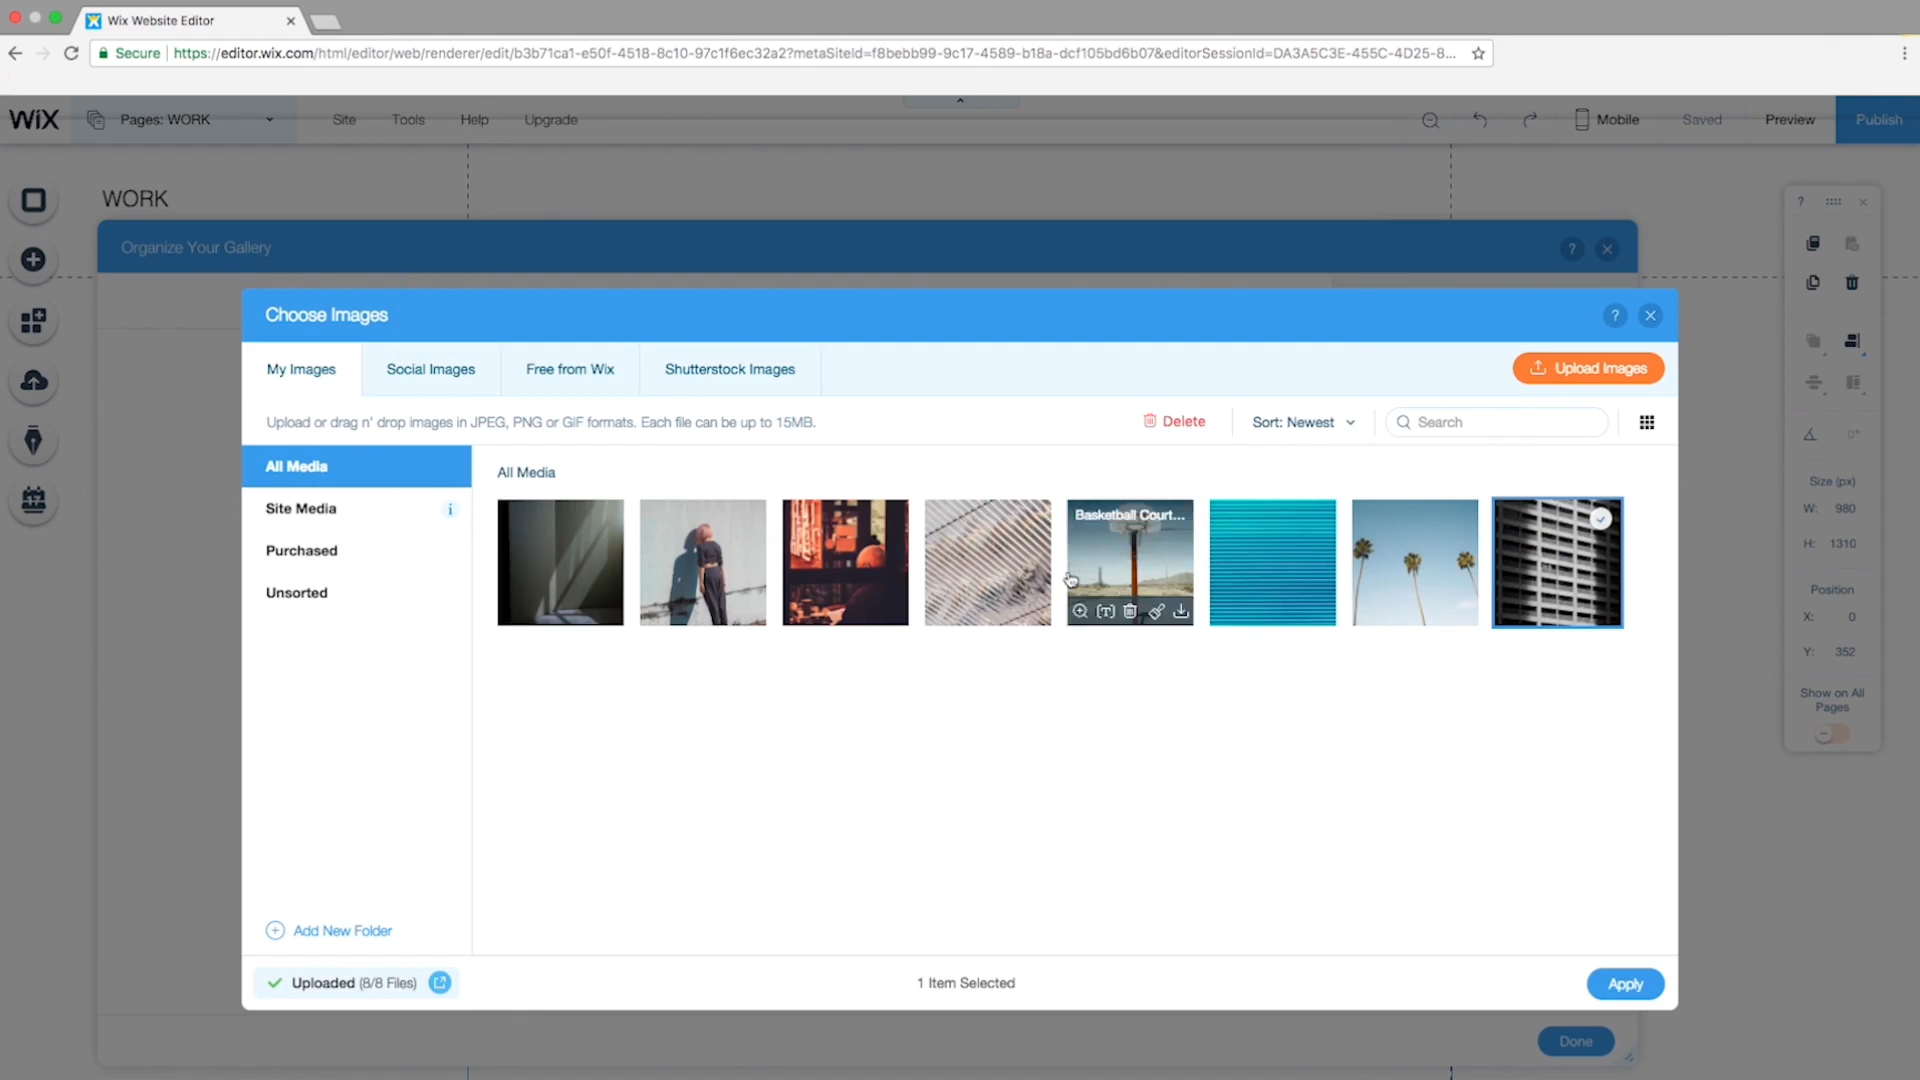 Wix Website Editor
Secure
https://editor.wix.com/html/editor/web/renderer/edit/b3b71ca1-e50f-4518-8c10-97c1f6ec32a2?metaSiteId=f8bebb99-9c17-4589-b18a-dcf105bd6b07&editorSessionId=DA3A5C3E-455C-4D25-8...
WiX
Pages: WORK
Site
Tools
Help
Upgrade
Mobile
Saved
Preview
Publish
WORK
Organize Your Gallery
?
?
Choose Images
?
My Images
Social Images
Free from Wix
Shutterstock Images
Upload Images
Upload or drag n' drop images in JPEG, PNG or GIF formats. Each file can be up to 15MB.
Delete
Sort: Newest
Search
All Media
Site Media
i
Purchased
Unsorted
All Media
Basketball Court...
[T]
17
0°
Size (px)
W: 980
H: 1310
Position
X: 0
Y: 352
Show on All
Pages
Add New Folder
Uploaded (8/8 Files)
1 Item Selected
Apply
Done